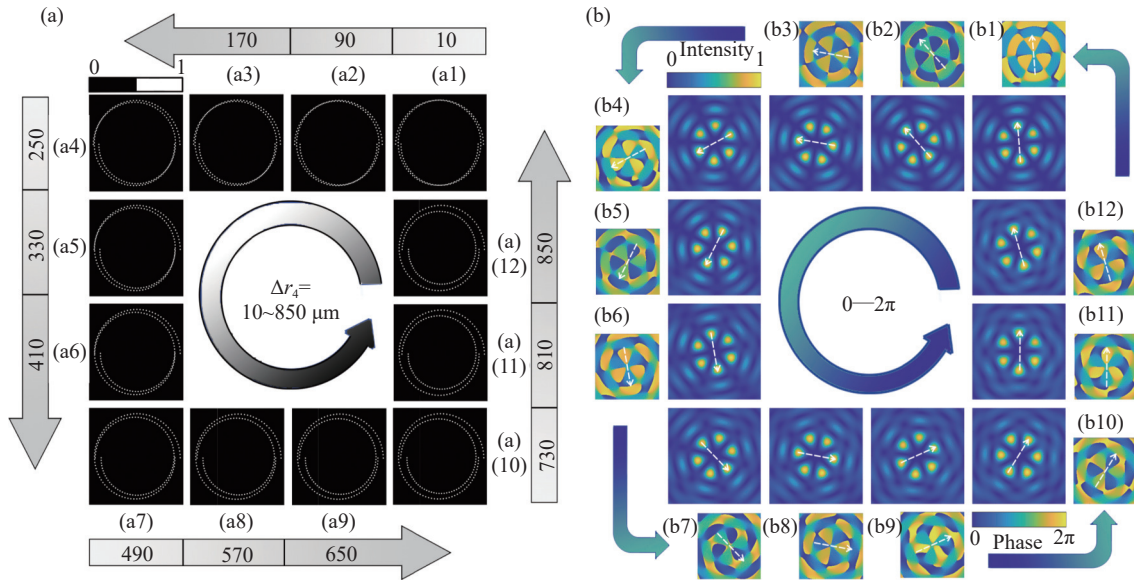 (a)
170 90 10
0 1
(a3) (a2) (a1)
250
(a4)
330
(a5)
410
(a6)
Δr₄=
10~850 μm
(a)
(12)
850
(a)
(11)
810
(a)
(10)
730
(a7) (a8) (a9)
490 570 650
(b)
Intensity
0 1
(b3) (b2) (b1)
(b4)
(b5)
(b12)
0—2π
(b6)
(b11)
(b10)
(b7) (b8) (b9)
0 Phase 2π